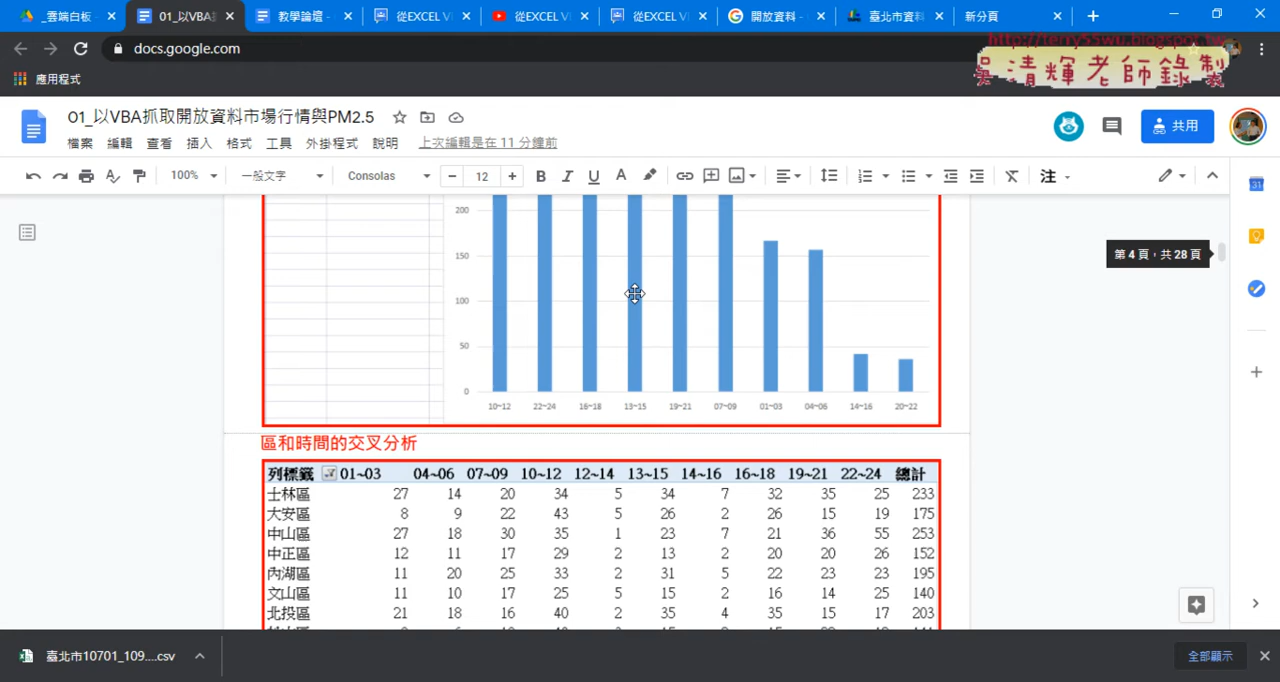 _雲端白板
01_以VBA
教學論壇 -
從EXCEL V
從EXCEL V
從EXCEL V
開放資料 -
臺北市資料
新分頁
docs.google.com
http://terry55wu.blogspot.tw
吳清輝老師錄製
應用程式
01_以VBA抓取開放資料市場行情與PM2.5
共用
檔案 編輯 查看 插入 格式 工具 外掛程式 說明 上次編輯是在 11 分鐘前
100% 一般文字 Consolas 12 B I U A 注
31
第 4 頁，共 28 頁
200
150
100
50
0
10~12 22~24 16~18 13~15 19~21 07~09 01~03 04~06 14~16 20~22
區和時間的交叉分析
列標籤 01~03 04~06 07~09 10~12 12~14 13~15 14~16 16~18 19~21 22~24 總計
士林區 27 14 20 34 5 34 7 32 35 25 233
大安區 8 9 22 43 5 26 2 26 15 19 175
中山區 27 18 30 35 1 23 7 21 36 55 253
中正區 12 11 17 29 2 13 2 20 20 26 152
內湖區 11 20 25 33 2 31 5 22 23 23 195
文山區 11 10 17 25 5 15 2 16 14 25 140
北投區 21 18 16 40 2 35 4 35 15 17 203
臺北市10701_109....csv
全部顯示